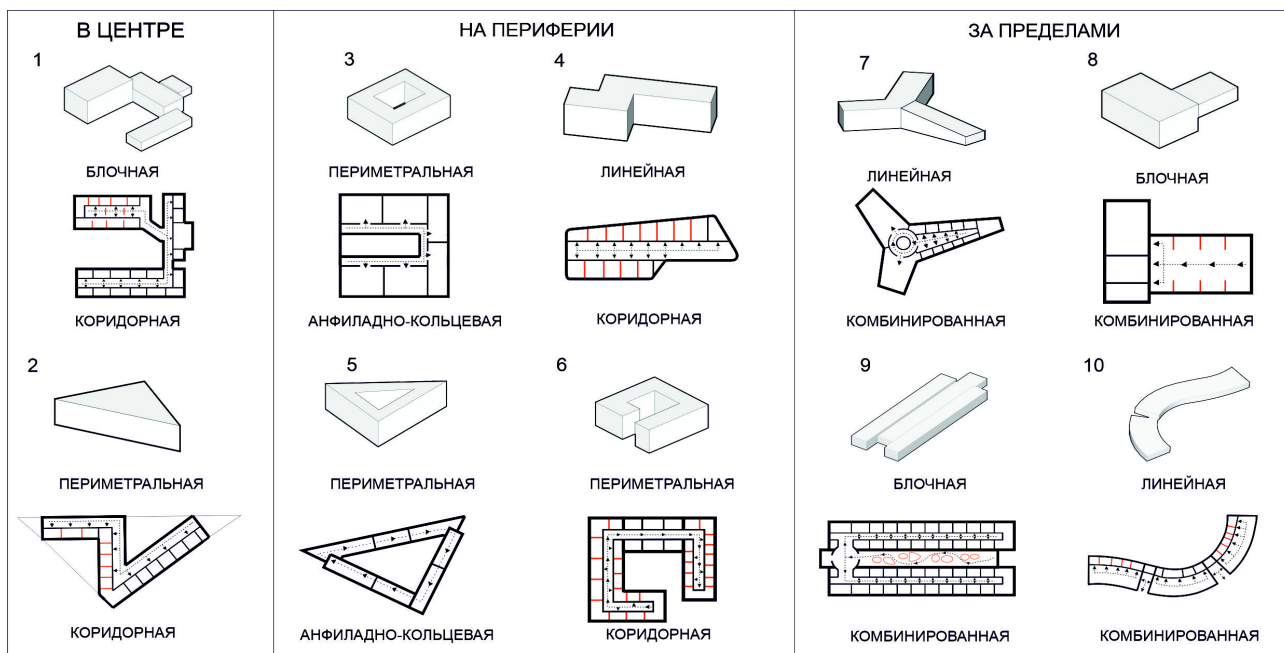 В ЦЕНТРЕ
НА ПЕРИФЕРИИ
ЗА ПРЕДЕЛАМИ
1
3
4
7
8
БЛОЧНАЯ
ПЕРИМЕТРАЛЬНАЯ
ЛИНЕЙНАЯ
ЛИНЕЙНАЯ
БЛОЧНАЯ
КОРИДОРНАЯ
АНФИЛАДНО-КОЛЬЦЕВАЯ
КОРИДОРНАЯ
КОМБИНИРОВАННАЯ
КОМБИНИРОВАННАЯ
2
5
6
9
10
ПЕРИМЕТРАЛЬНАЯ
ПЕРИМЕТРАЛЬНАЯ
ПЕРИМЕТРАЛЬНАЯ
БЛОЧНАЯ
ЛИНЕЙНАЯ
КОРИДОРНАЯ
АНФИЛАДНО-КОЛЬЦЕВАЯ
КОРИДОРНАЯ
КОМБИНИРОВАННАЯ
КОМБИНИРОВАННАЯ